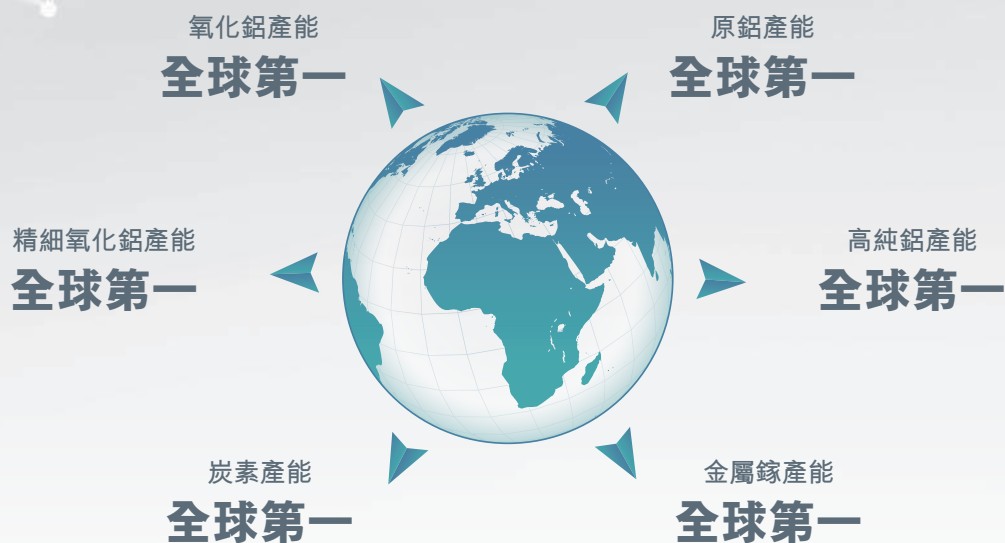 氧化鋁產能
全球第一
原鋁產能
全球第一
精細氧化鋁產能
全球第一
高純鋁產能
全球第一
炭素產能
全球第一
金屬鎵產能
全球第一